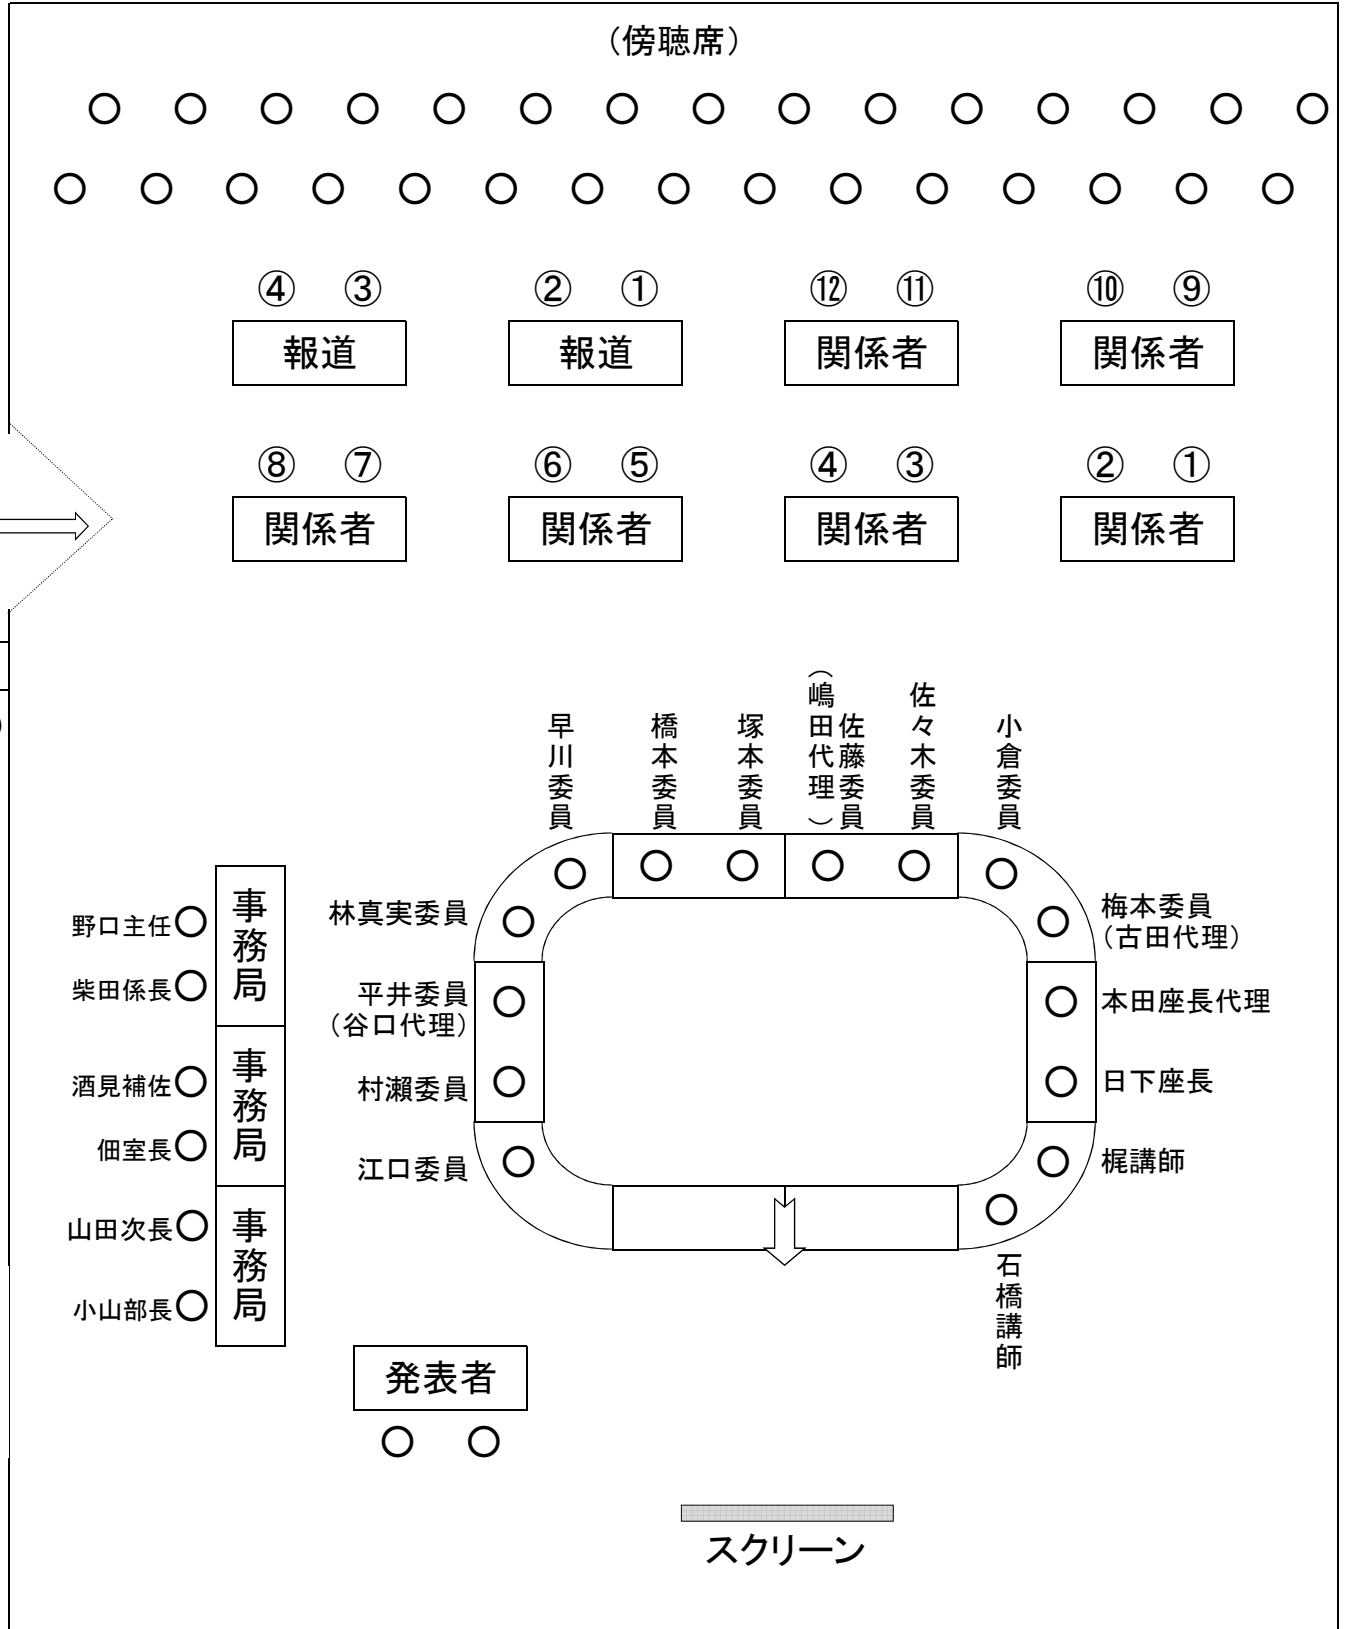 （傍聴席）
④ ③
報道
② ①
報道
⑫ ⑪
関係者
⑩ ⑨
関係者
⑧ ⑦
関係者
⑥ ⑤
関係者
④ ③
関係者
② ①
関係者
早川委員
橋本委員
塚本委員
佐藤委員
（嶋田代理）
佐々木委員
小倉委員
林真実委員
平井委員
（谷口代理）
村瀬委員
江口委員
梅本委員
（古田代理）
本田座長代理
日下座長
梶講師
石橋講師
野口主任
柴田係長
事務局
酒見補佐
佃室長
事務局
山田次長
小山部長
事務局
発表者
スクリーン